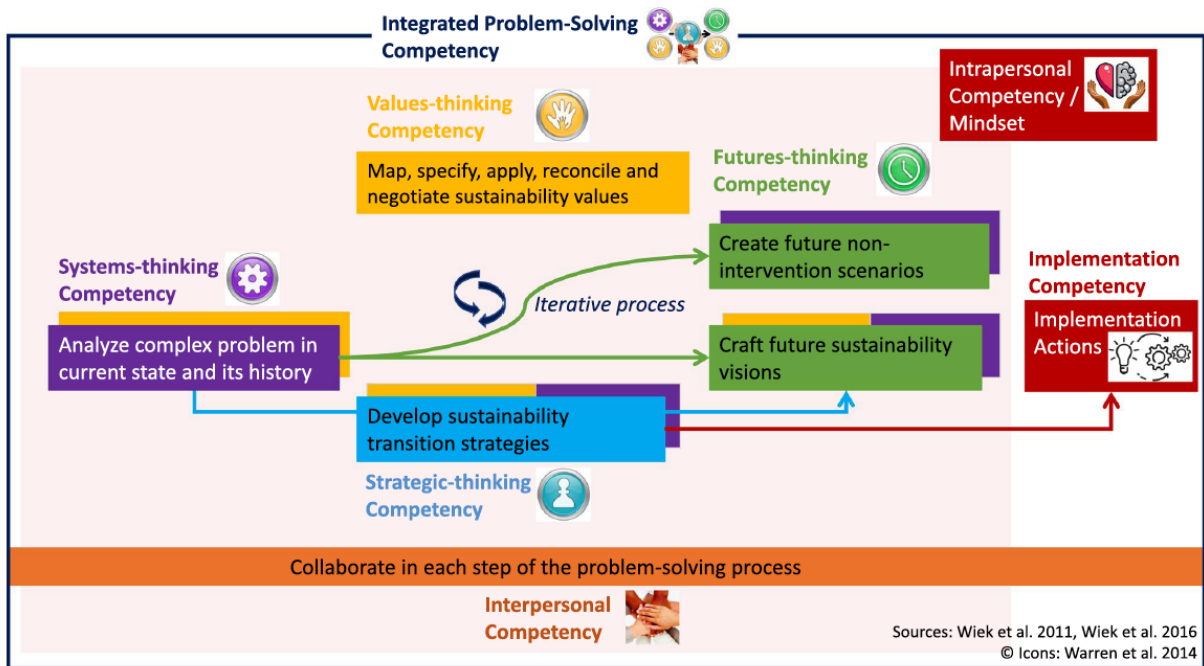 Integrated Problem-Solving
Competency
Intrapersonal
Competency /
Mindset
Values-thinking
Competency
Map, specify, apply, reconcile and
negotiate sustainability values
Futures-thinking
Competency
Create future non-
intervention scenarios
Systems-thinking
Competency
Iterative process
Implementation
Competency
Analyze complex problem in
current state and its history
Craft future sustainability
visions
Implementation
Actions
Develop sustainability
transition strategies
Strategic-thinking
Competency
Collaborate in each step of the problem-solving process
Interpersonal
Competency
Sources: Wiek et al. 2011, Wiek et al. 2016
© Icons: Warren et al. 2014